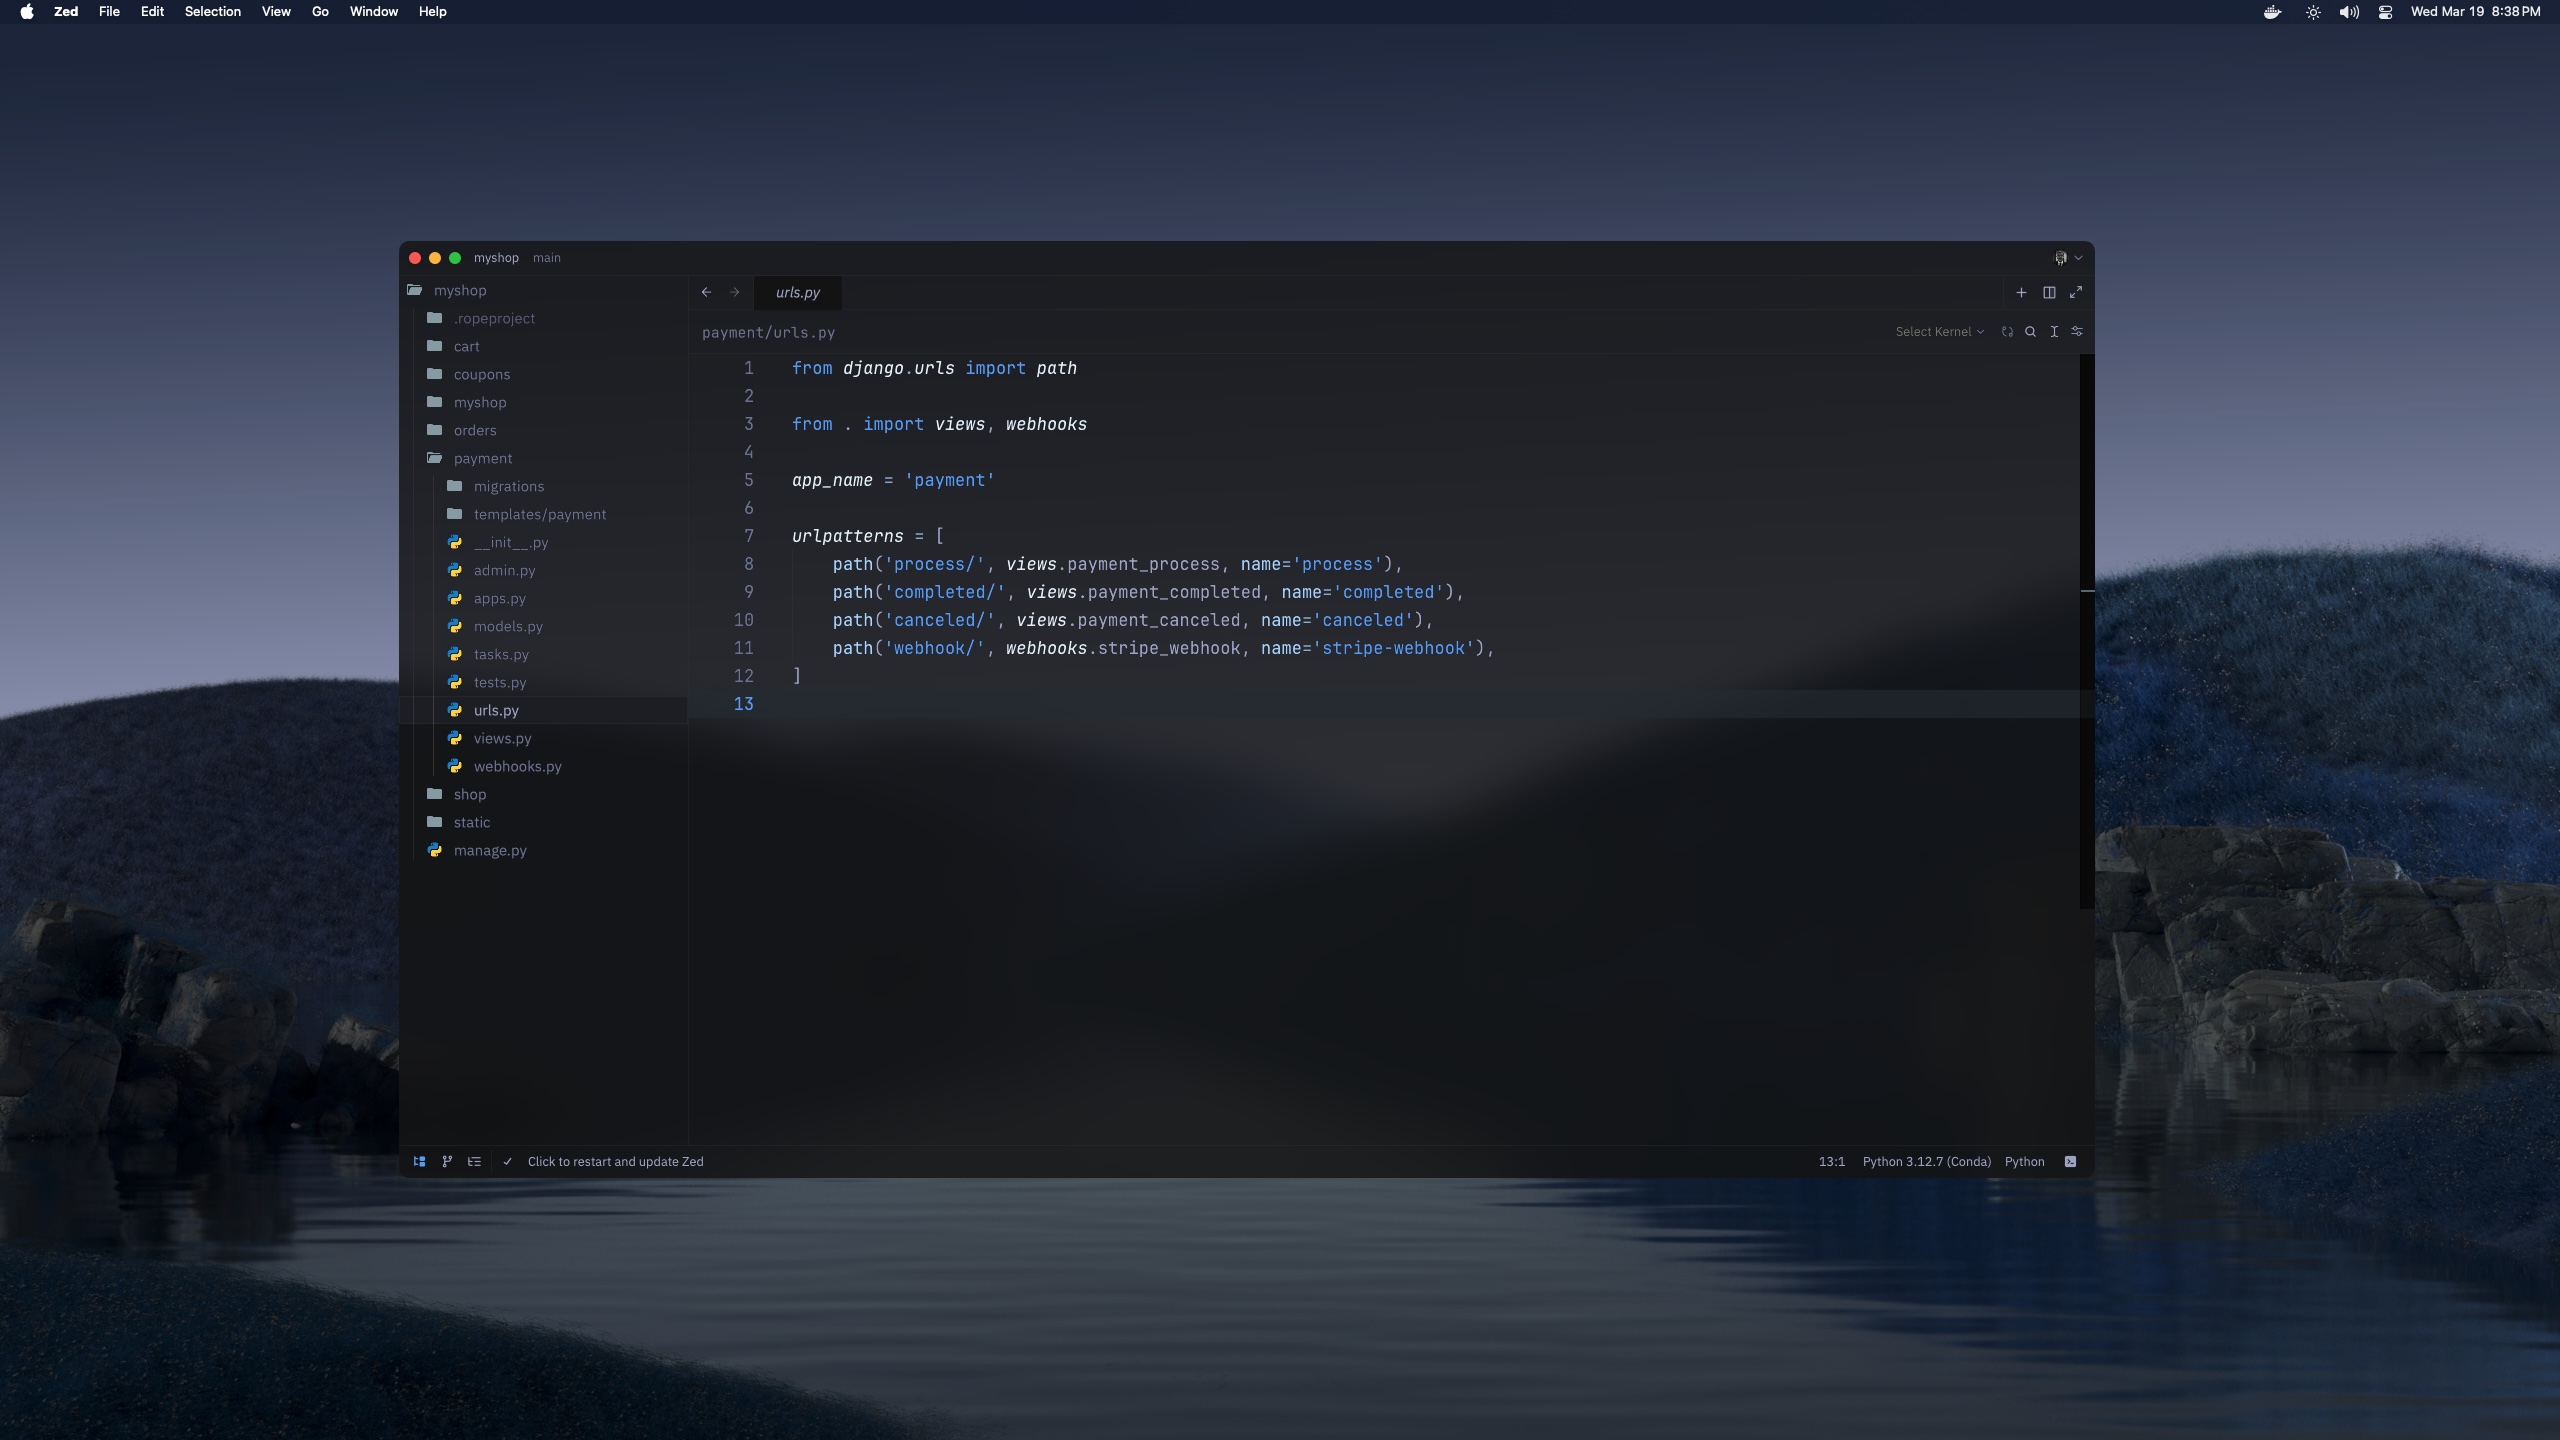 Zed File Edit Selection View Go Window Help
Wed Mar 19 8:38 PM
myshop main
myshop
.ropeproject
cart
coupons
myshop
orders
payment
migrations
templates/payment
__init__.py
admin.py
apps.py
models.py
tasks.py
tests.py
urls.py
views.py
webhooks.py
shop
static
manage.py
urls.py
payment/urls.py
Select Kernel
1 from django.urls import path
2
3 from . import views, webhooks
4
5 app_name = 'payment'
6
7 urlpatterns = [
8 path('process/', views.payment_process, name='process'),
9 path('completed/', views.payment_completed, name='completed'),
10 path('canceled/', views.payment_canceled, name='canceled'),
11 path('webhook/', webhooks.stripe_webhook, name='stripe-webhook'),
12 ]
13
Click to restart and update Zed
13:1 Python 3.12.7 (Conda) Python